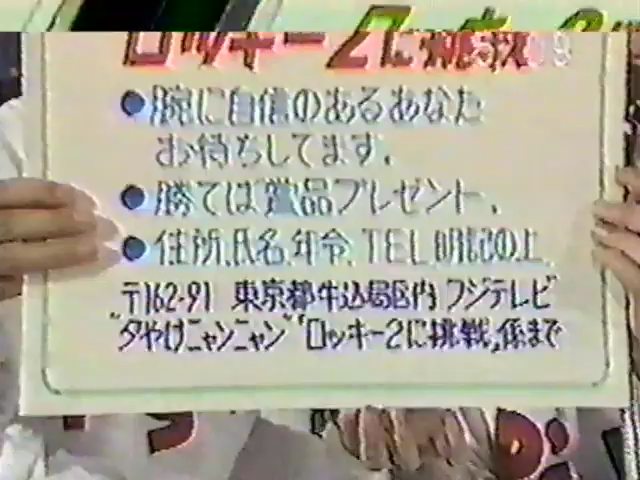 ロッキー2に挑戦
●腕に自信のあるあなた
お待ちしてます.
●勝てば賞品プレゼント.
●住所、氏名、年令、TEL明記の上
〒162-91 東京都牛込局区内 フジテレビ
"夕やけニャンニャン"「ロッキー2に挑戦」係まで